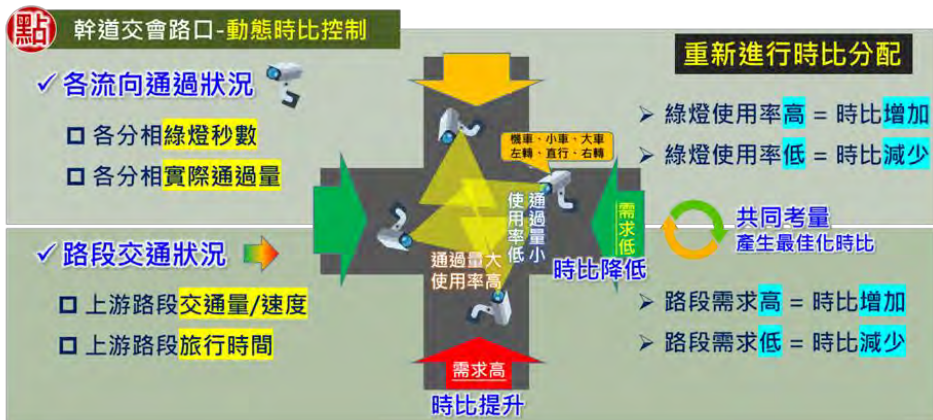 點 幹道交會路口-動態時比控制
✓ 各流向通過狀況
各分相綠燈秒數
各分相實際通過量
✓ 路段交通狀況
上游路段交通量/速度
上游路段旅行時間
機車、小車、大車
左轉、直行、右轉
通過量小
使用率低
通過量大
使用率高
需求低
時比降低
需求高
時比提升
重新進行時比分配
➢ 綠燈使用率高 = 時比增加
➢ 綠燈使用率低 = 時比減少
共同考量
產生最佳化時比
➢ 路段需求高 = 時比增加
➢ 路段需求低 = 時比減少